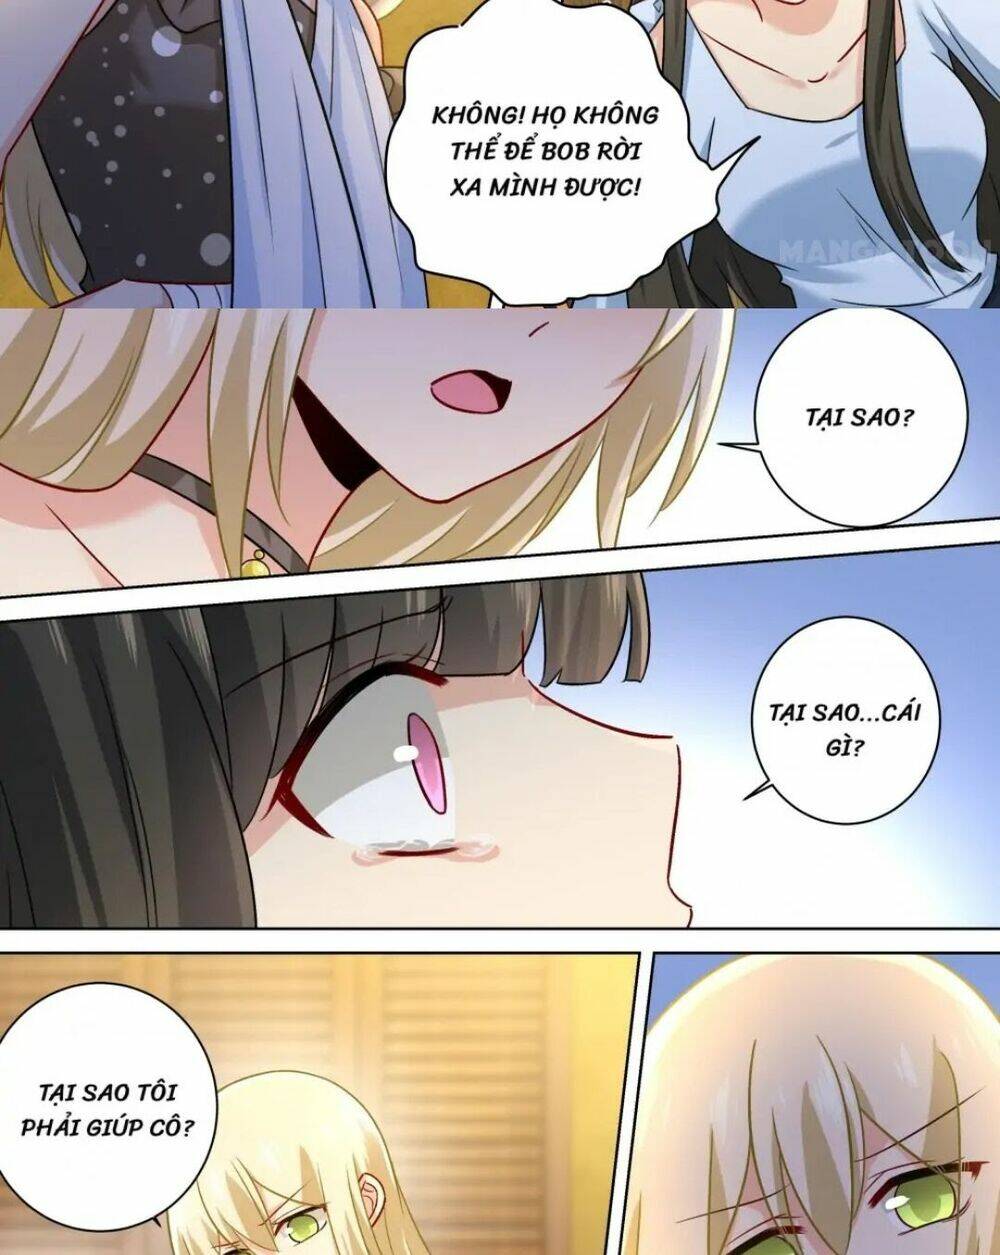 KHÔNG! HỌ KHÔNG
THỂ ĐỂ BOB RỜI
XA MÌNH ĐƯỢC!
MANGATOON
TẠI SAO?
TẠI SAO...CÁI
GÌ?
TẠI SAO TÔI
PHẢI GIÚP CÔ?